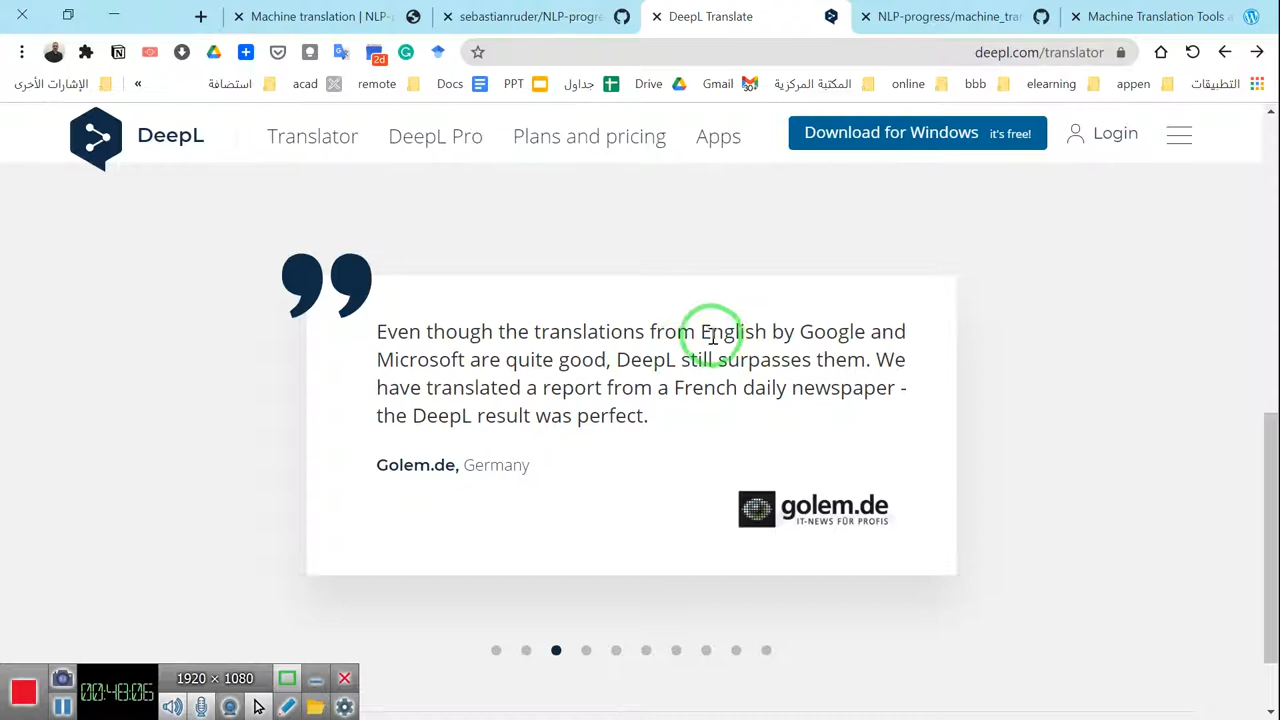 Machine translation | NLP-p
sebastianruder/NLP-progre
DeepL Translate
NLP-progress/machine_tra
Machine Translation Tools a
2d
deepl.com/translator
الإشارات الأخرى
«
استضافة
acad
remote
Docs
PPT
جداول
Drive
Gmail
30
المكتبة المركزية
online
bbb
elearning
appen
التطبيقات
DeepL
Translator
DeepL Pro
Plans and pricing
Apps
Download for Windows it's free!
Login
Even though the translations from English by Google and
Microsoft are quite good, DeepL still surpasses them. We
have translated a report from a French daily newspaper -
the DeepL result was perfect.
Golem.de, Germany
golem.de
IT-NEWS FÜR PROFIS
00:48:06
1920 × 1080